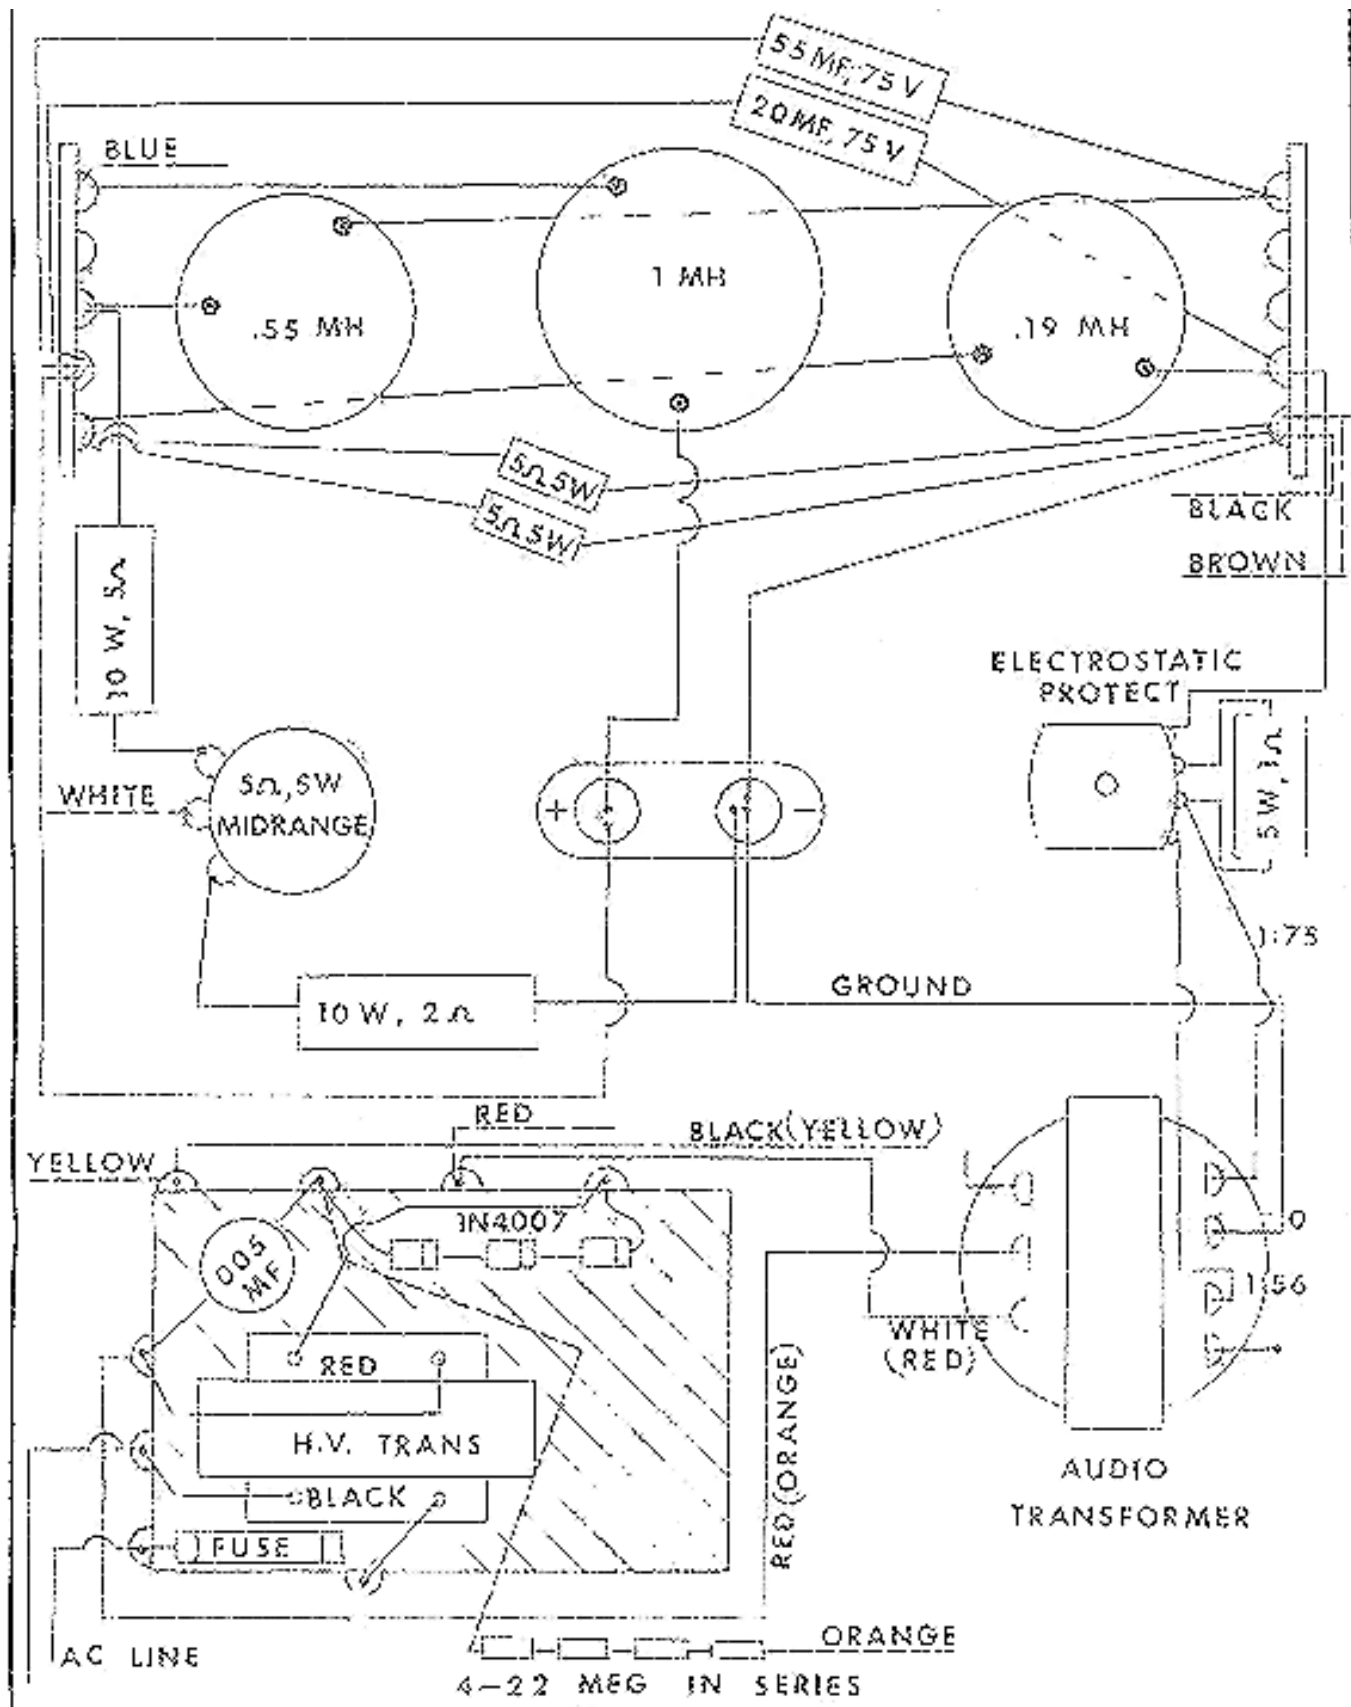 55 MF, 75 V
20 MF, 75 V
BLUE
1 MH
.55 MH
.19 MH
5Ω 5W
5Ω 5W
BLACK
BROWN
10 W, 5Ω
ELECTROSTATIC
PROTECT
5Ω, 5W
MIDRANGE
WHITE
+
−
5W, 1Ω
1:75
GROUND
10 W, 2Ω
RED
BLACK (YELLOW)
YELLOW
1N4007
.005
MF
0
1:56
WHITE
(RED)
RED
RED (ORANGE)
H.V. TRANS
BLACK
AUDIO
TRANSFORMER
FUSE
AC LINE
ORANGE
4-22 MEG IN SERIES